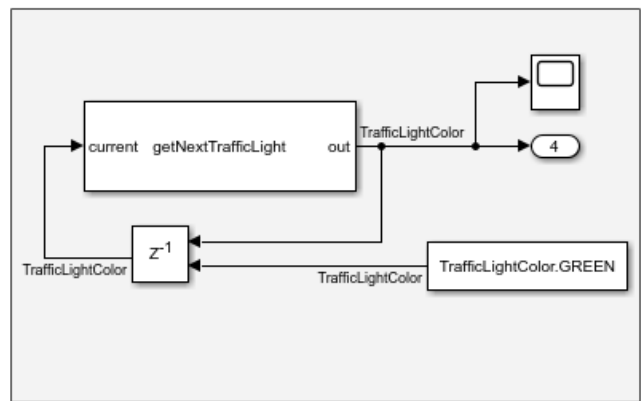 TrafficLightColor
current getNextTrafficLight out
4
Z-1
TrafficLightColor
TrafficLightColor
TrafficLightColor.GREEN